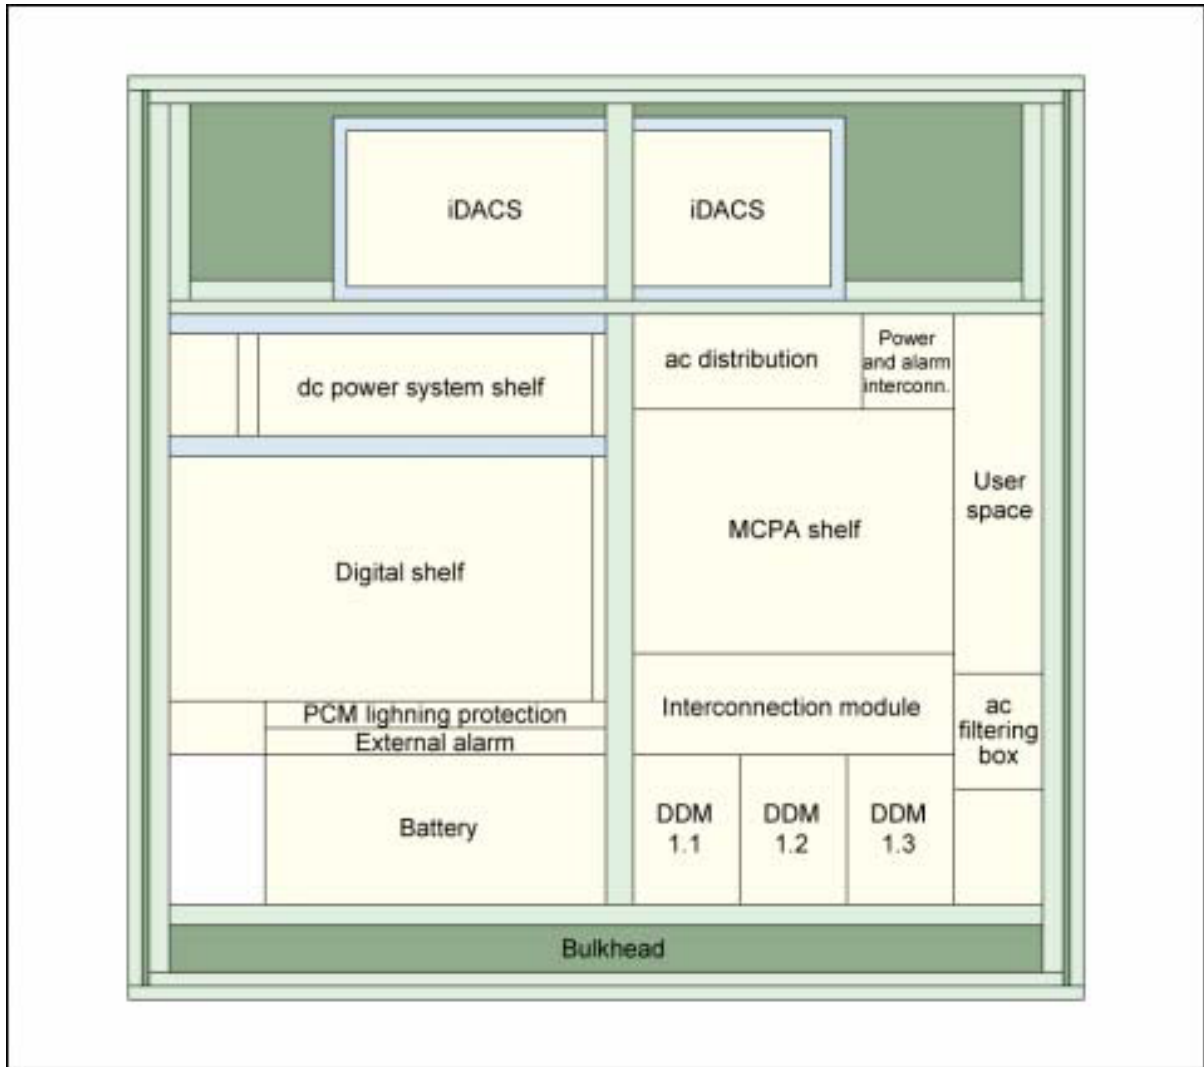 iDACS
iDACS
dc power system shelf
Digital shelf
PCM lighning protection
External alarm
Battery
ac distribution
Power
and alarm
interconn.
MCPA shelf
User
space
Interconnection module
ac
filtering
box
DDM
1.1
DDM
1.2
DDM
1.3
Bulkhead